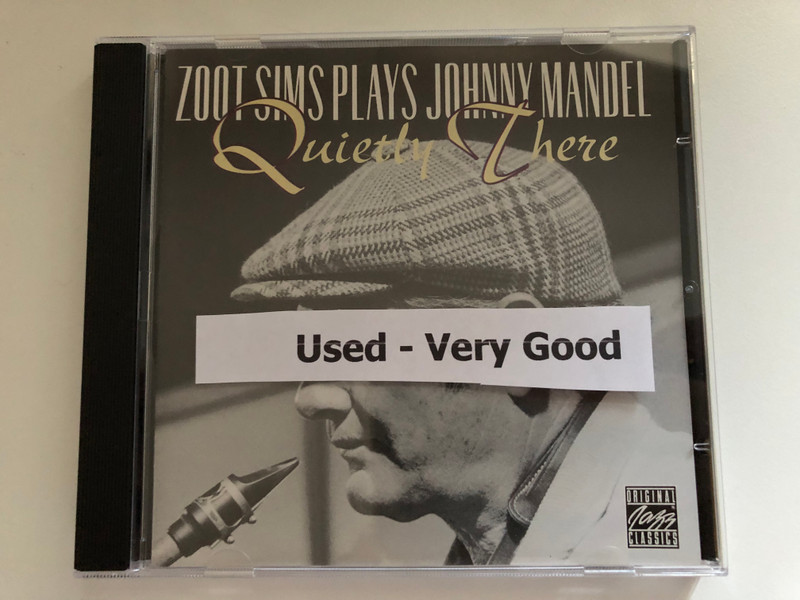 ZOOT SIMS PLAYS JOHNNY MANDEL
Quietly There
Used - Very Good
ORIGINAL
Jazz
CLASSICS